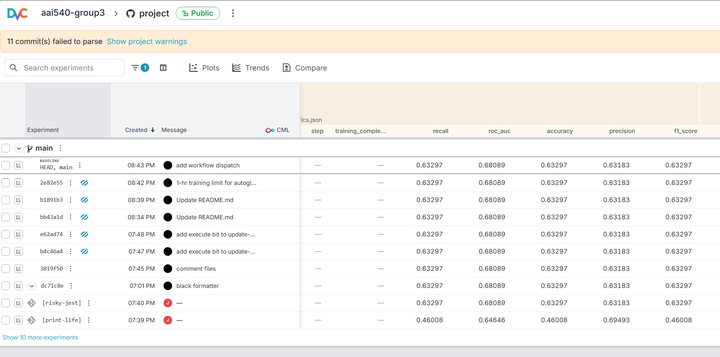 DVC aai540-group3 > project Public
11 commit(s) failed to parse Show project warnings
Search experiments 1 Plots Trends Compare
ics.json
Experiment Created Message CML step training_comple... recall roc_auc accuracy precision f1_score
main
BASELINE
HEAD, main 08:43 PM add workflow dispatch — — 0.63297 0.68089 0.63297 0.63183 0.63297
2e82e55 08:42 PM 1-hr training limit for autogl... — — 0.63297 0.68089 0.63297 0.63183 0.63297
b1891b3 08:39 PM Update README.md — — 0.63297 0.68089 0.63297 0.63183 0.63297
bb43a1d 08:34 PM Update README.md — — 0.63297 0.68089 0.63297 0.63183 0.63297
e62ad74 07:48 PM add execute bit to update-... — — 0.63297 0.68089 0.63297 0.63183 0.63297
b4c46a4 07:47 PM add execute bit to update-... — — 0.63297 0.68089 0.63297 0.63183 0.63297
3019f50 07:45 PM comment files — — 0.63297 0.68089 0.63297 0.63183 0.63297
dc71c8e 07:01 PM black formatter — — 0.63297 0.68089 0.63297 0.63183 0.63297
[risky-jest] 07:40 PM J — — — 0.63297 0.68089 0.63297 0.63183 0.63297
[print-life] 07:39 PM J — — — 0.46008 0.64646 0.46008 0.69493 0.46008
Show 10 more experiments